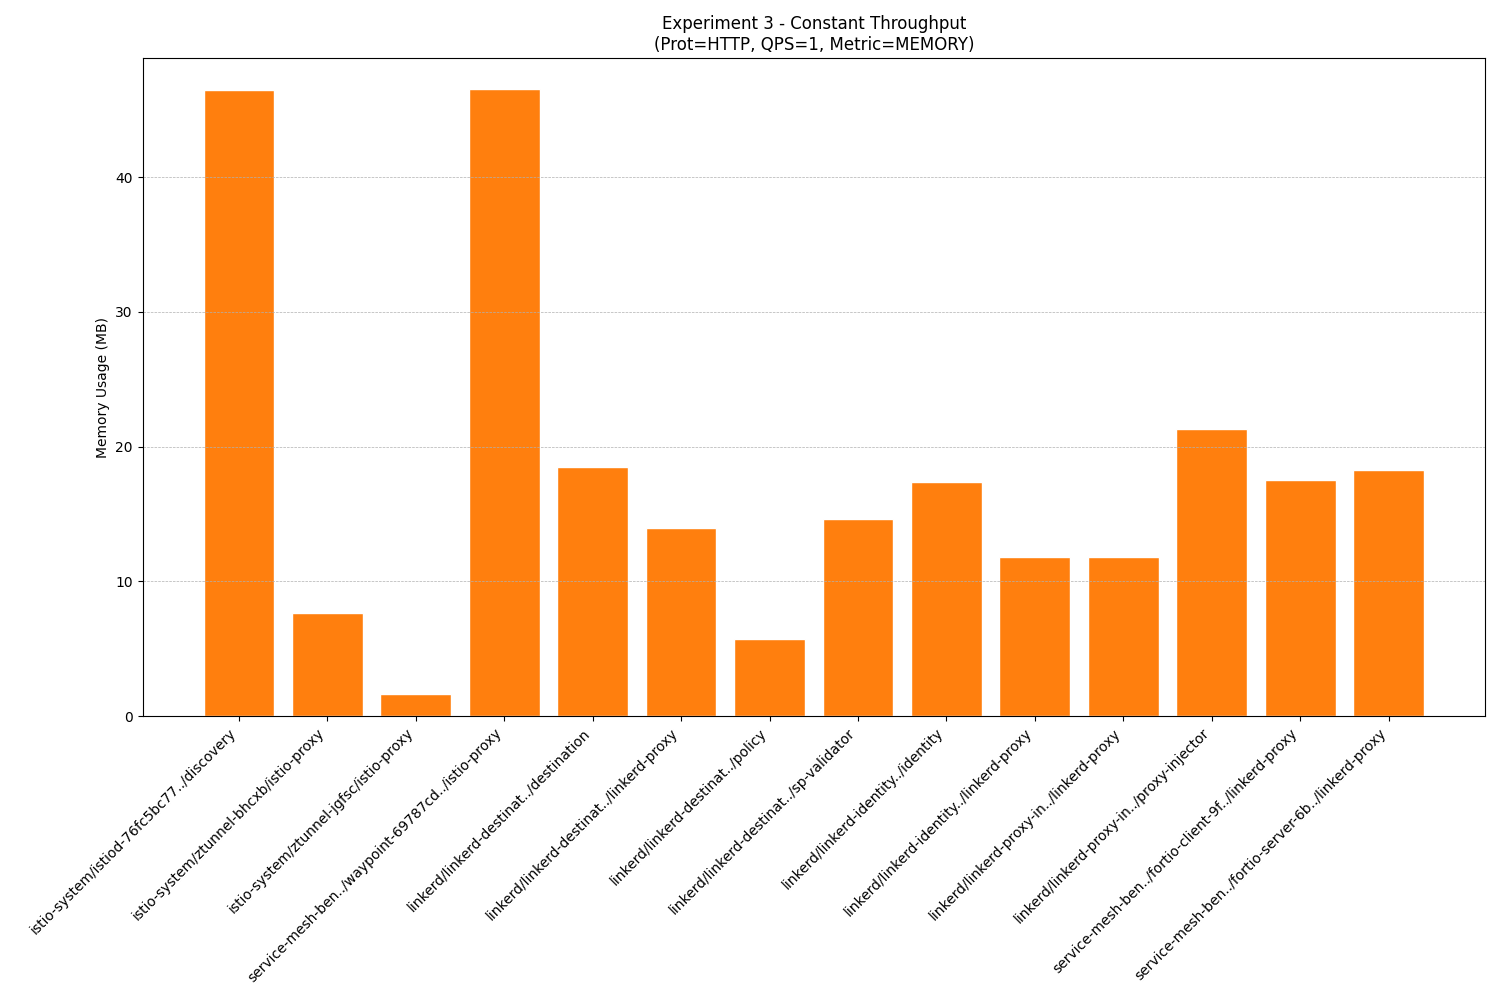 Experiment 3 - Constant Throughput
(Prot=HTTP, QPS=1, Metric=MEMORY)
Memory Usage (MB)
40
30
20
10
0
istio-system/istiod-76fc5bc77../discovery
istio-system/ztunnel-bhcxb/istio-proxy
istio-system/ztunnel-jgfsc/istio-proxy
service-mesh-ben../waypoint-69787cd../istio-proxy
linkerd/linkerd-destinat../destination
linkerd/linkerd-destinat../linkerd-proxy
linkerd/linkerd-destinat../policy
linkerd/linkerd-destinat../sp-validator
linkerd/linkerd-identity../identity
linkerd/linkerd-identity../linkerd-proxy
linkerd/linkerd-proxy-in../linkerd-proxy
linkerd/linkerd-proxy-in../proxy-injector
service-mesh-ben../fortio-client-9f../linkerd-proxy
service-mesh-ben../fortio-server-6b../linkerd-proxy